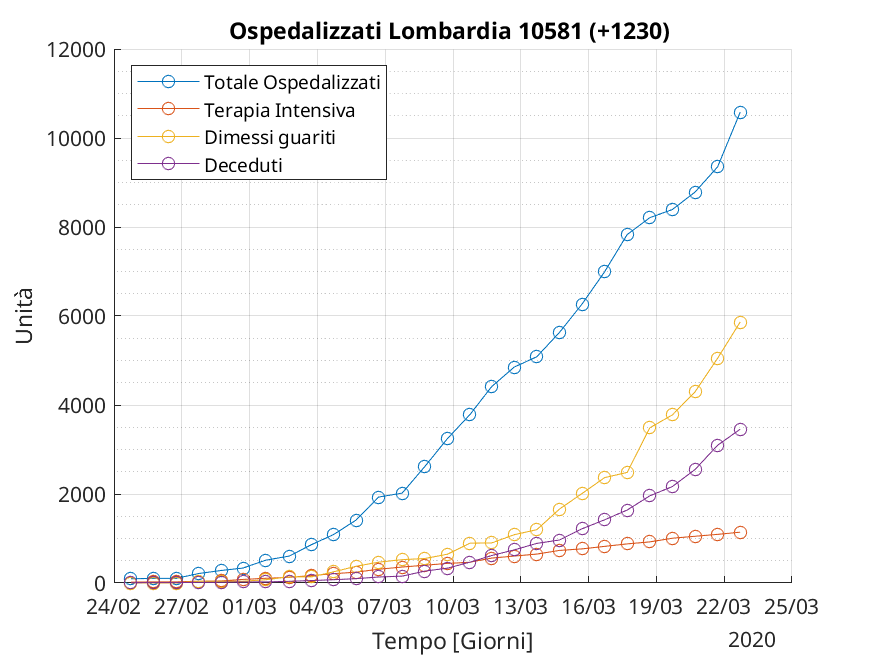 Ospedalizzati Lombardia 10581 (+1230)
12000
10000
8000
6000
4000
2000
0
Unità
Totale Ospedalizzati
Terapia Intensiva
Dimessi guariti
Deceduti
24/02 27/02 01/03 04/03 07/03 10/03 13/03 16/03 19/03 22/03 25/03
Tempo [Giorni]
2020